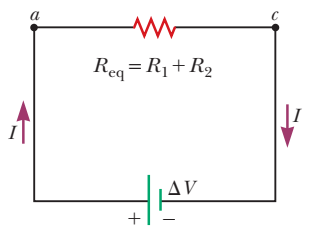 a c
R_eq = R_1 + R_2
I I
ΔV
+ −